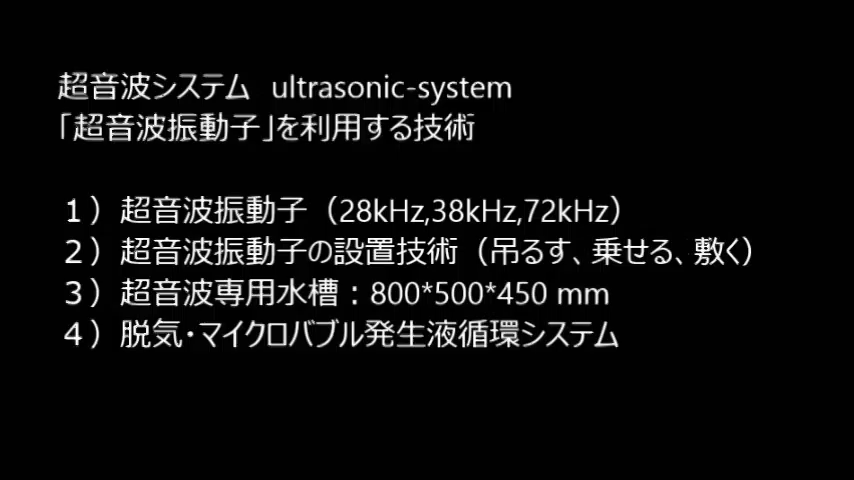 超音波システム　ultrasonic-system
「超音波振動子」を利用する技術
１）超音波振動子（28kHz,38kHz,72kHz）
２）超音波振動子の設置技術（吊るす、乗せる、敷く）
３）超音波専用水槽：800*500*450 mm
４）脱気・マイクロバブル発生液循環システム